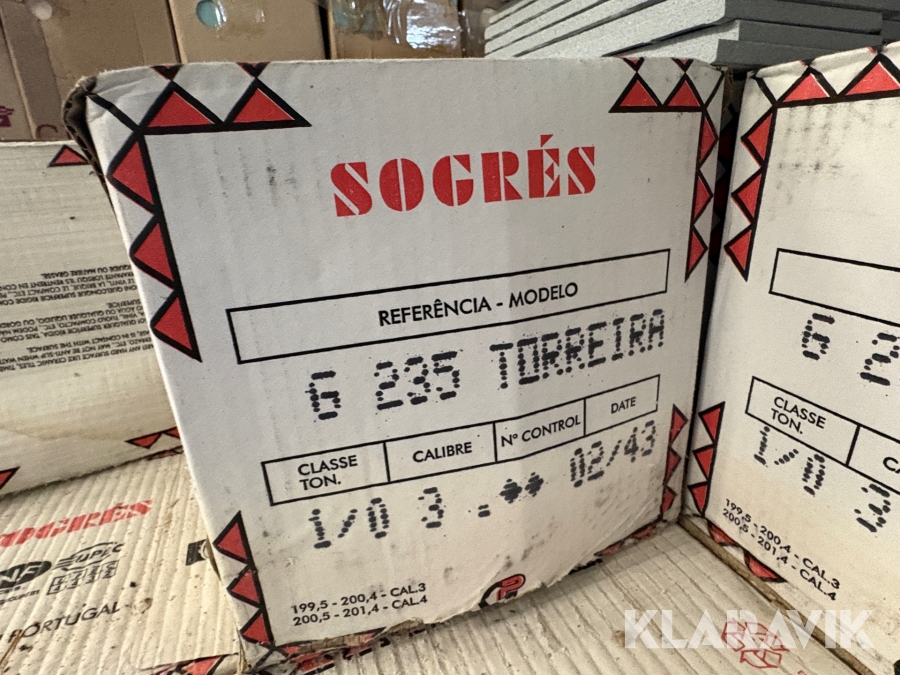 SOGRÉS
REFERÊNCIA - MODELO
6 235 TORREIRA
CLASSE TON. CALIBRE Nº CONTROL DATE
1/0 3 .** 02/43
199,5 - 200,4 - CAL.3
200,5 - 201,4 - CAL.4
6 2
CLASSE
TON.
1/0 3
199,5 - 200,4 - CAL.3
200,5 - 201,4 - CAL.4
SOGRÉS
UPEC
PORTUGAL
KLARAVIK